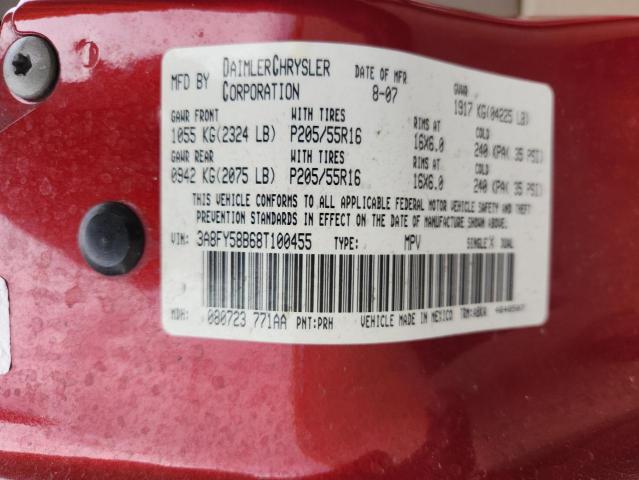 MFD BY DAIMLERCHRYSLER CORPORATION DATE OF MFR 8-07 GVWR 1917 KG(04225 LB)
GAWR FRONT WITH TIRES RIMS AT COLD
1055 KG(2324 LB) P205/55R16 16X6.0 240 KPA( 35 PSI)
GAWR REAR WITH TIRES RIMS AT COLD
0942 KG(2075 LB) P205/55R16 16X6.0 240 KPA( 35 PSI)
THIS VEHICLE CONFORMS TO ALL APPLICABLE FEDERAL MOTOR VEHICLE SAFETY AND THEFT
PREVENTION STANDARDS IN EFFECT ON THE DATE OF MANUFACTURE SHOWN ABOVE.
VIN: 3A8FY58B68T100455 TYPE: MPV SINGLE X DUAL
MDH: 080723 771AA PNT:PRH VEHICLE MADE IN MEXICO TRM:ABKA